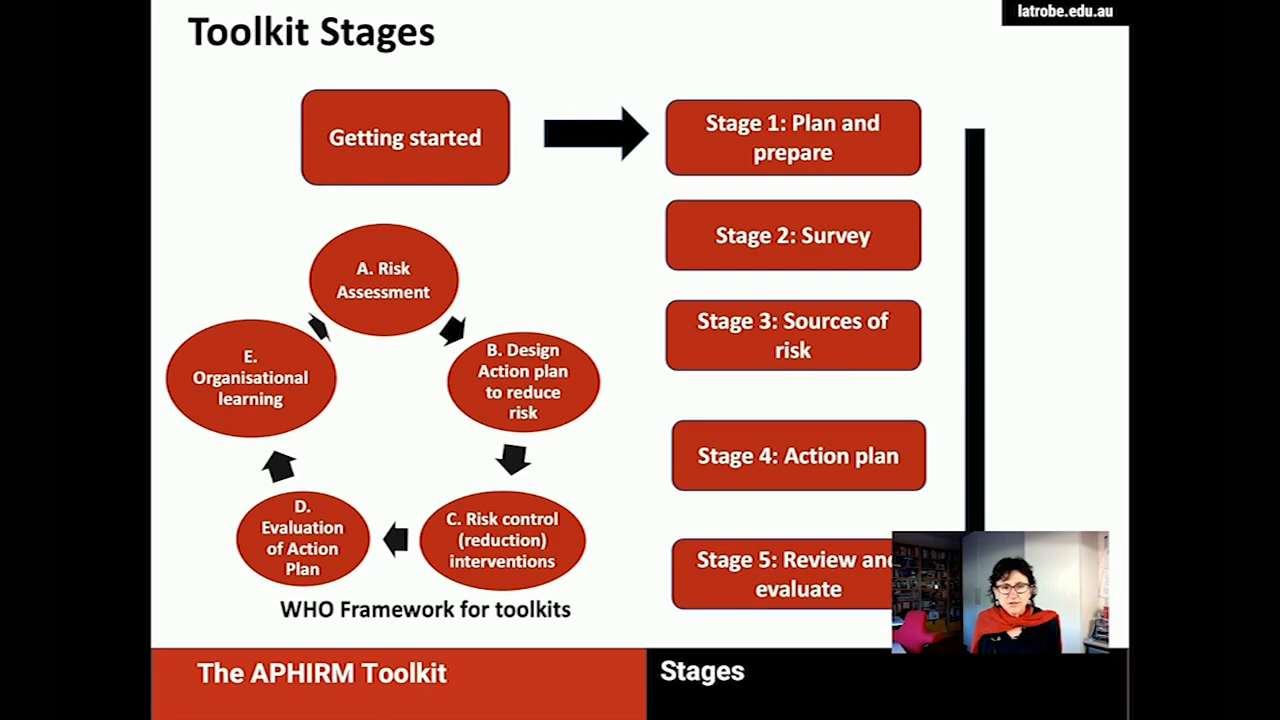 latrobe.edu.au
Toolkit Stages
Getting started
Stage 1: Plan and
prepare
Stage 2: Survey
Stage 3: Sources of
risk
Stage 4: Action plan
Stage 5: Review and
evaluate
A. Risk
Assessment
B. Design
Action plan
to reduce
risk
C. Risk control
(reduction)
interventions
D.
Evaluation
of Action
Plan
E.
Organisational
learning
WHO Framework for toolkits
The APHIRM Toolkit
Stages